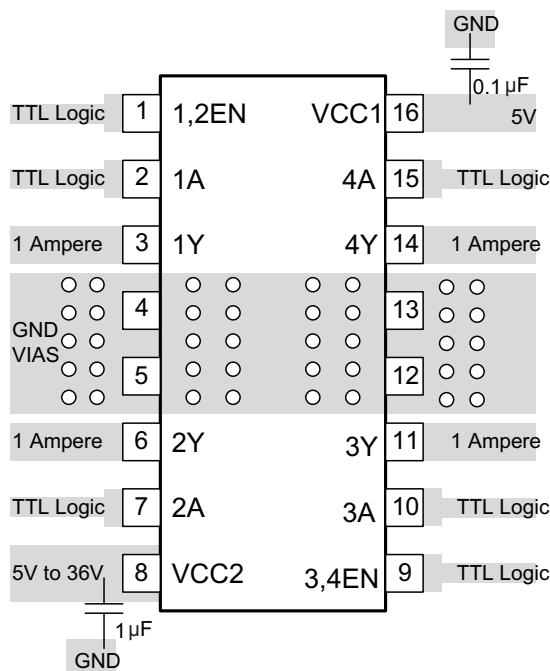 GND
0.1 µF
TTL Logic 1 1,2EN VCC1 16 5V
TTL Logic 2 1A 4A 15 TTL Logic
1 Ampere 3 1Y 4Y 14 1 Ampere
4 13
GND
VIAS
5 12
1 Ampere 6 2Y 3Y 11 1 Ampere
TTL Logic 7 2A 3A 10 TTL Logic
5V to 36V 8 VCC2 3,4EN 9 TTL Logic
1 µF
GND